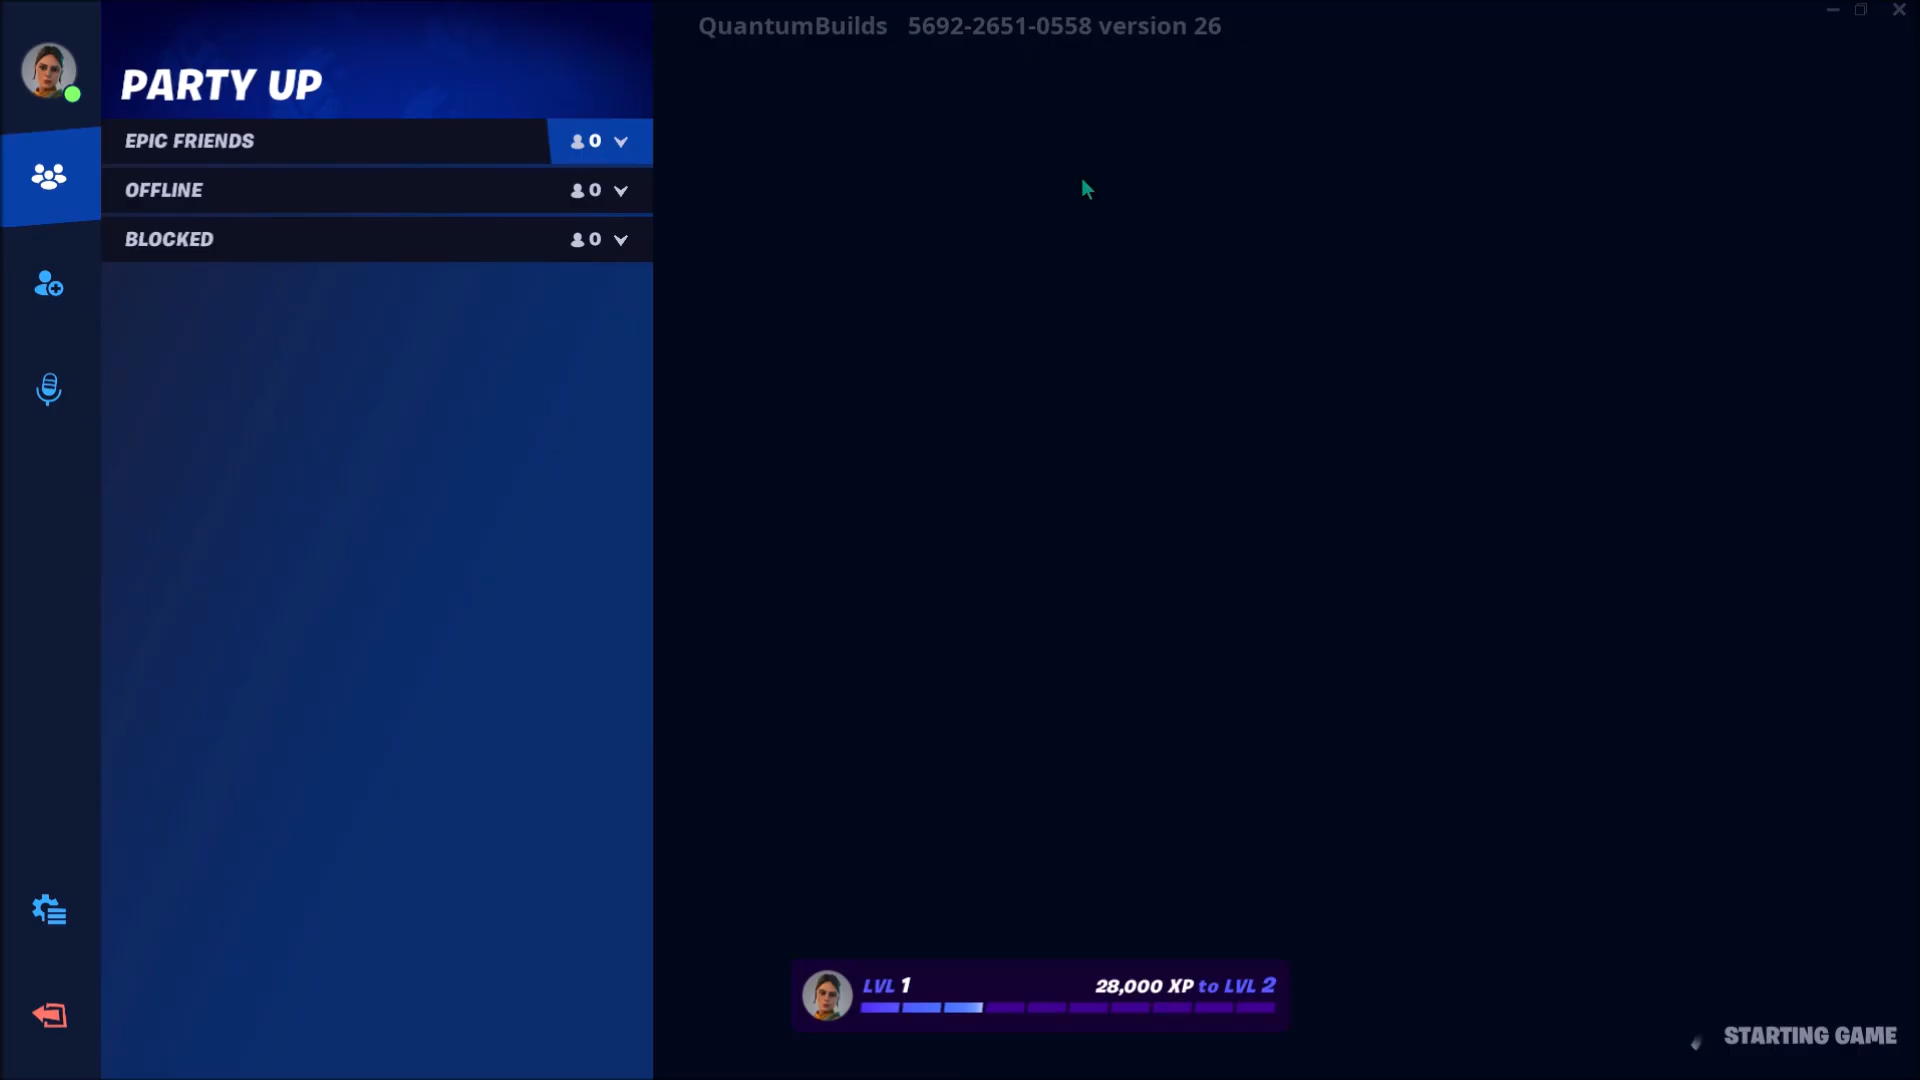 QuantumBuilds 5692-2651-0558 version 26
PARTY UP
EPIC FRIENDS 0
OFFLINE 0
BLOCKED 0
LVL 1 28,000 XP to LVL 2
STARTING GAME